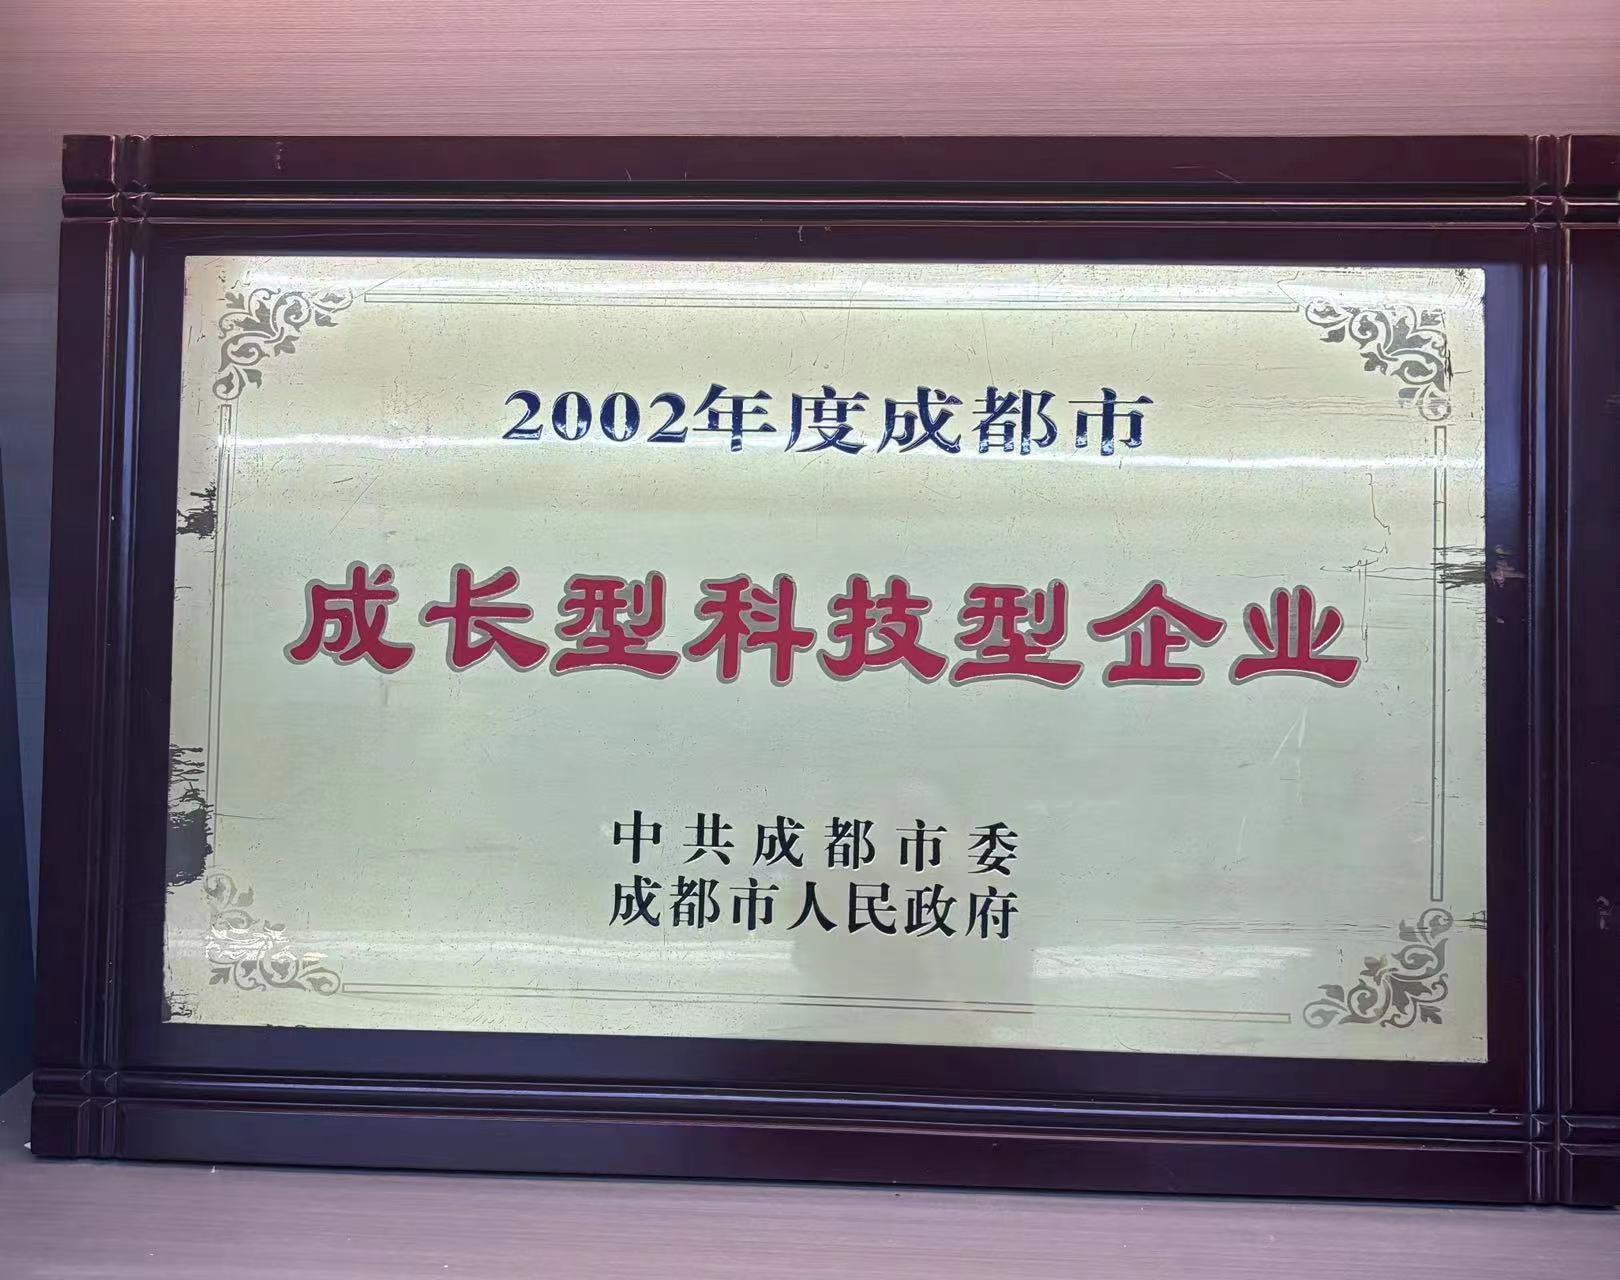 2002年度成都市
成长型科技型企业
中共成都市委
成都市人民政府